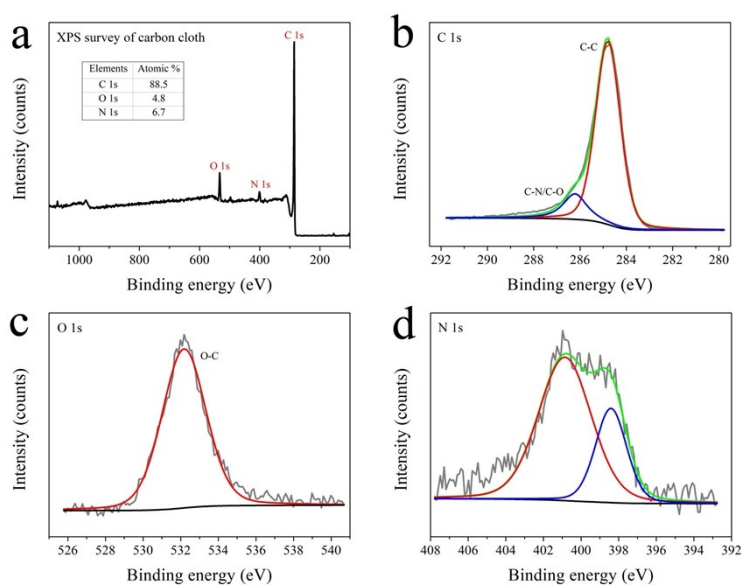 a
XPS survey of carbon cloth
C 1s
Elements Atomic %
C 1s 88.5
O 1s 4.8
N 1s 6.7
O 1s
N 1s
Intensity (counts)
1000 800 600 400 200
Binding energy (eV)
b
C 1s
C-C
C-N/C-O
Intensity (counts)
292 290 288 286 284 282 280
Binding energy (eV)
c
O 1s
O-C
Intensity (counts)
526 528 530 532 534 536 538 540
Binding energy (eV)
d
N 1s
Intensity (counts)
408 406 404 402 400 398 396 394 392
Binding energy (eV)